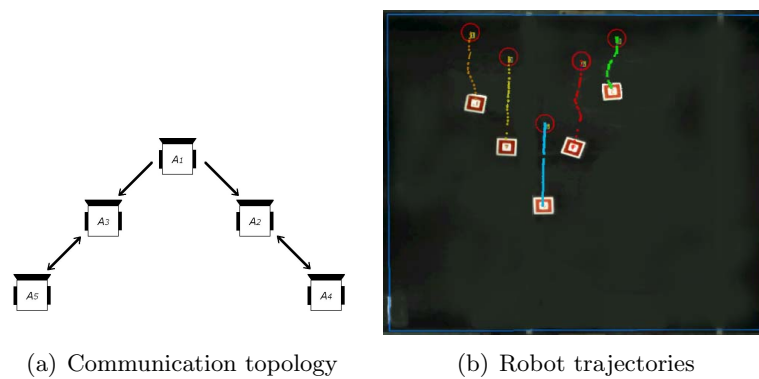 A1
A3
A2
A5
A4
(a) Communication topology
(b) Robot trajectories